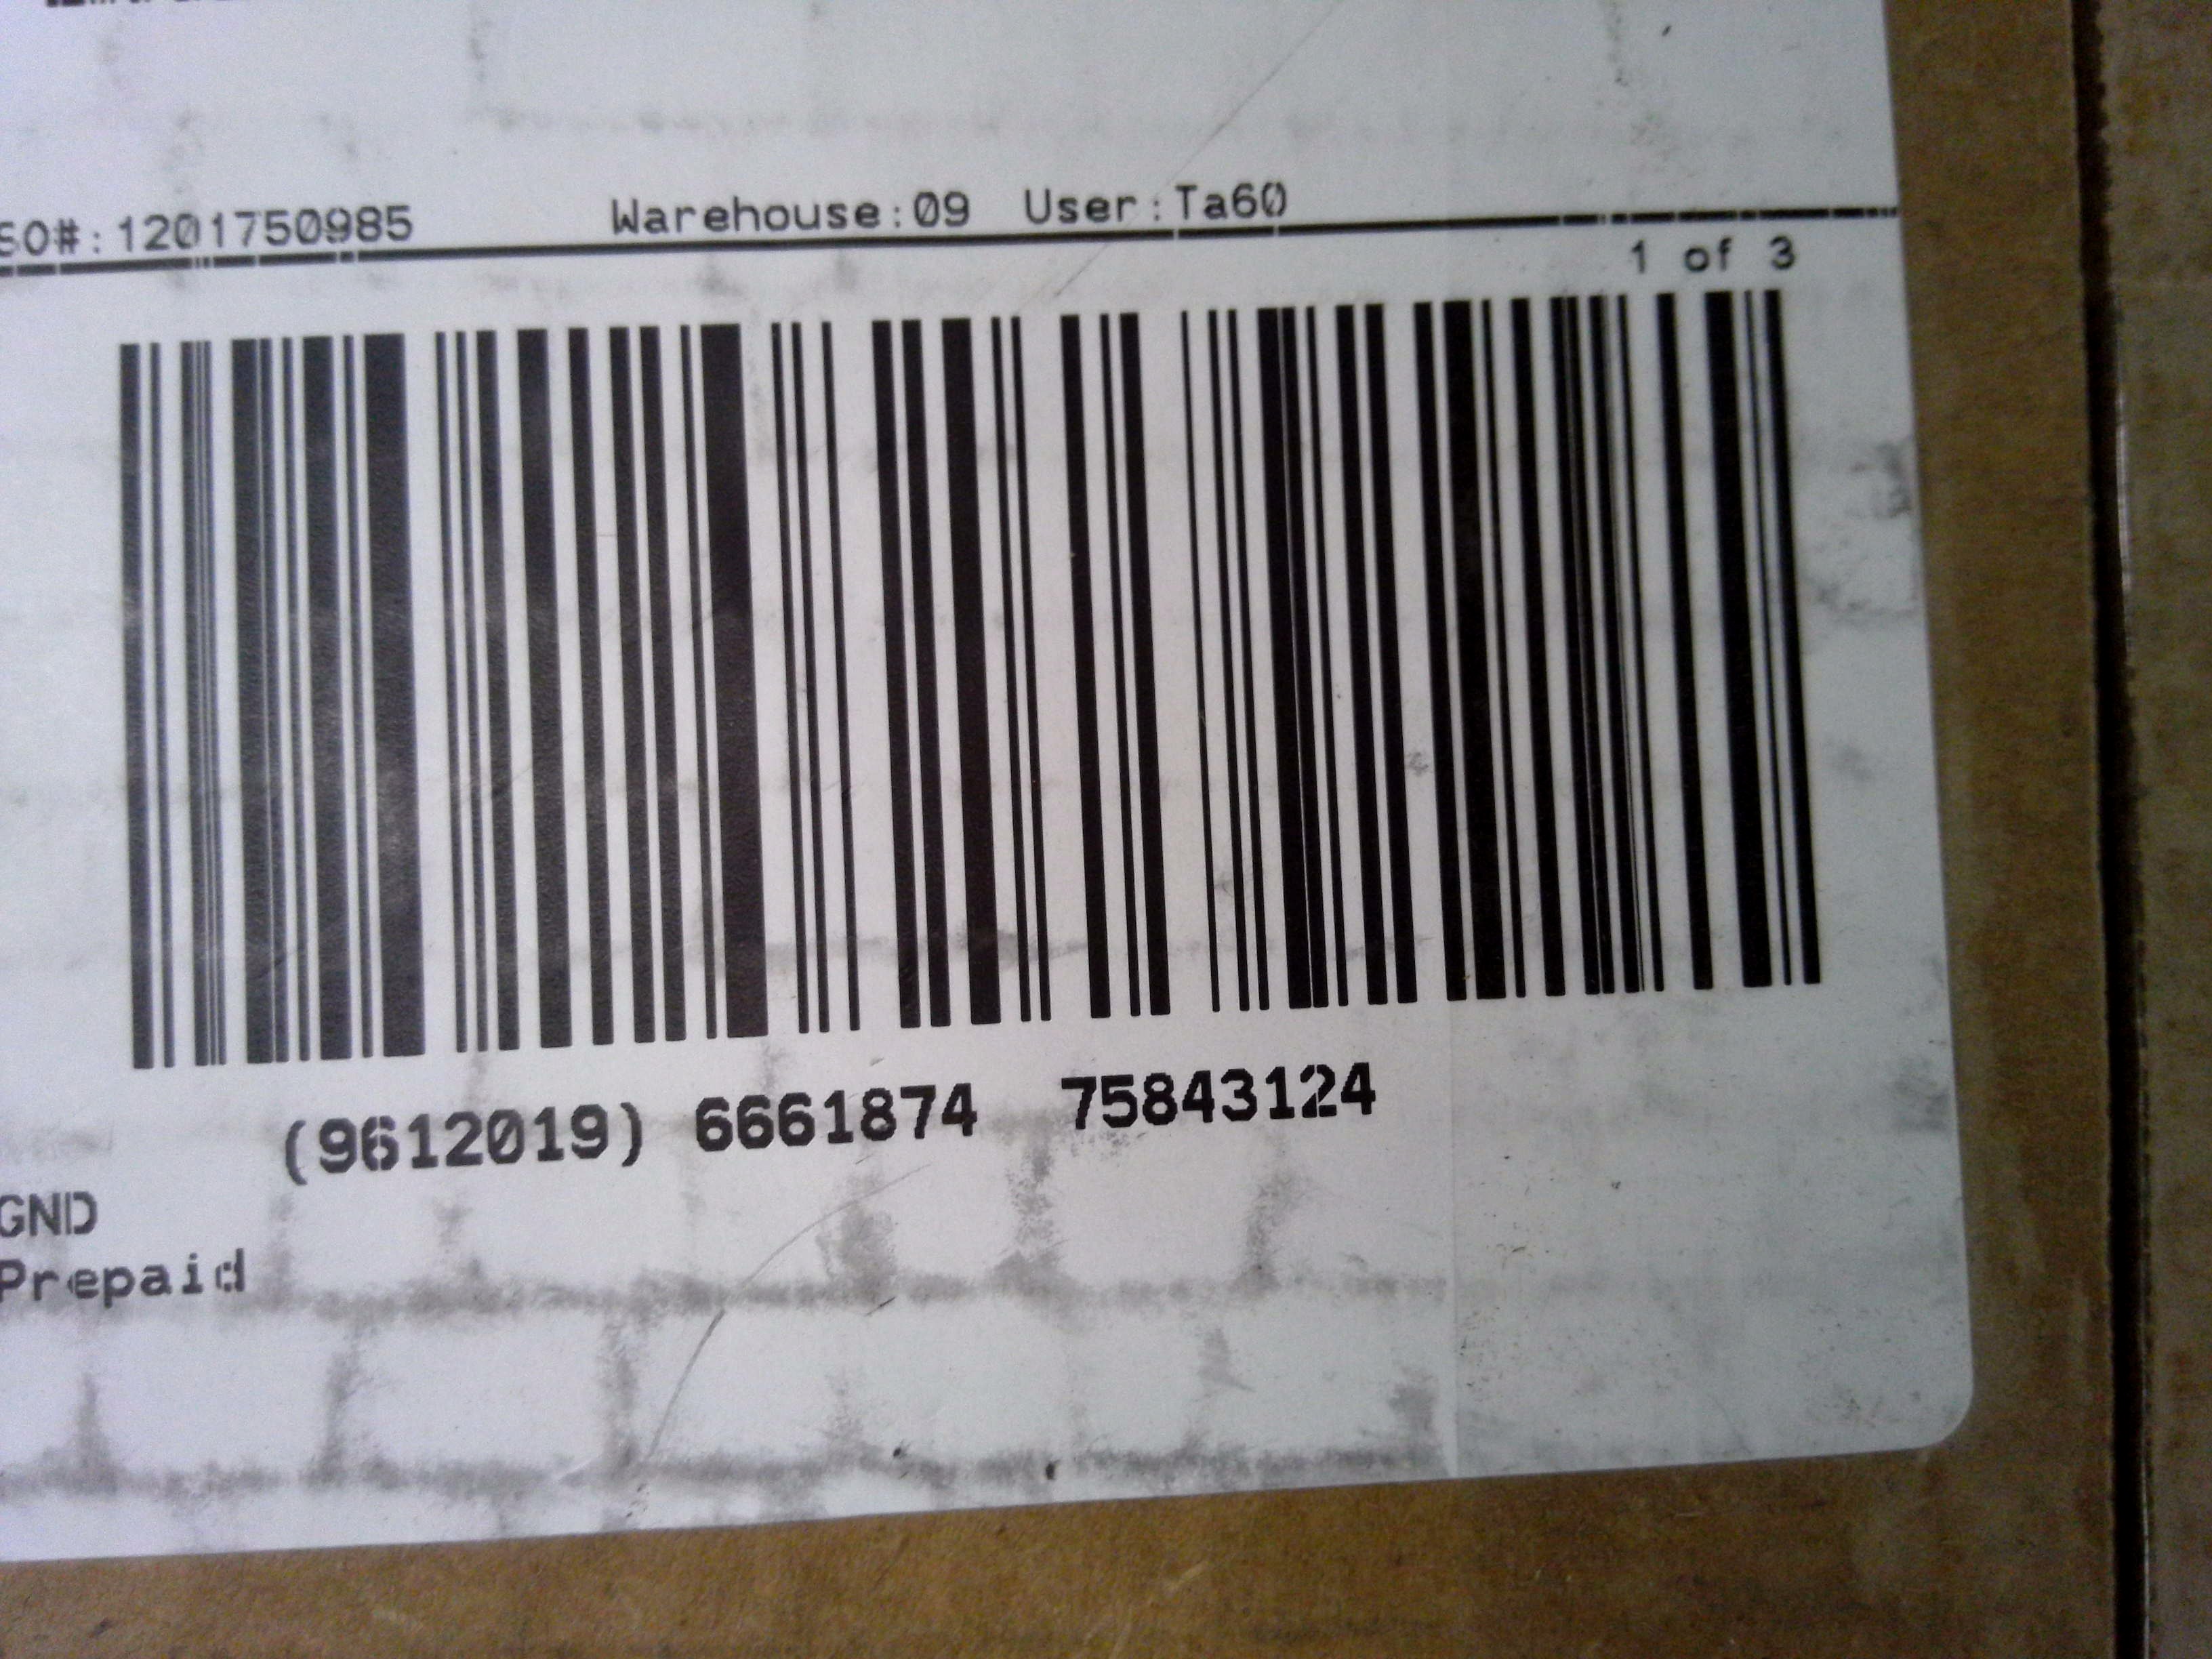 SO#:1201750985 Warehouse:09 User:Ta60
1 of 3
(9612019) 6661874 75843124
GND
Prepaid